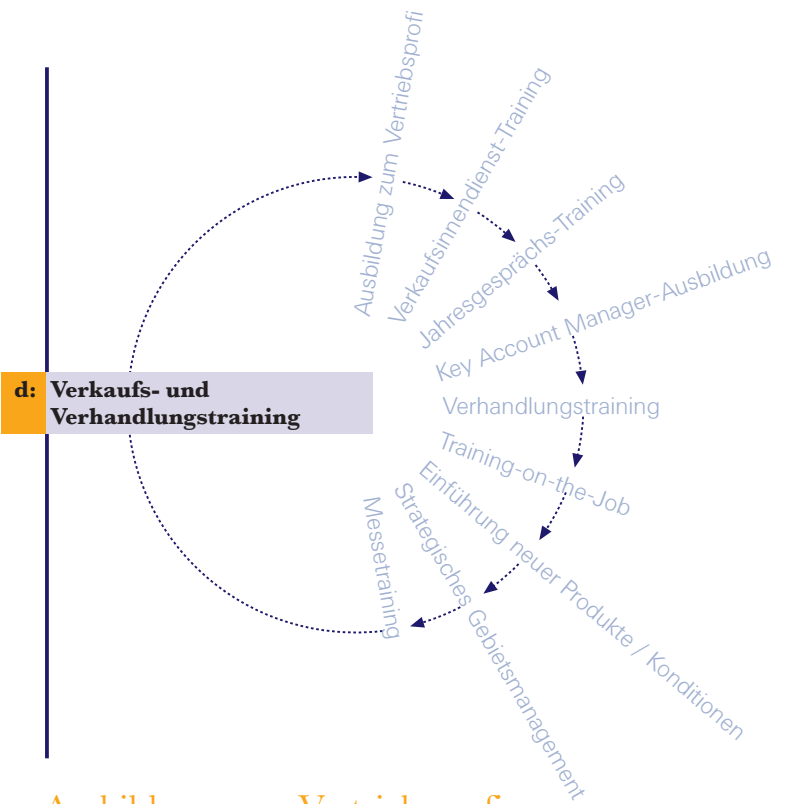 Ausbildung zum Vertriebsprofi
Verkaufsinnendienst-Training
Jahresgesprächs-Training
Key Account Manager-Ausbildung
d: Verkaufs- und
Verhandlungstraining
Verhandlungstraining
Training-on-the-Job
Einführung neuer Produkte / Konditionen
Strategisches Gebietsmanagement
Messetraining